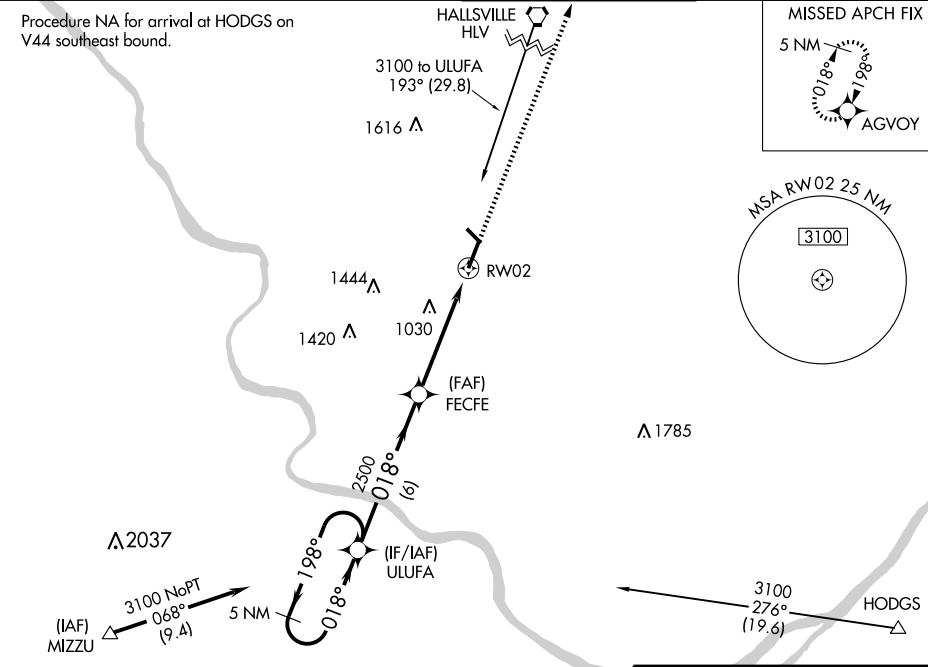 Procedure NA for arrival at HODGS on
V44 southeast bound.
HALLSVILLE
HLV
3100 to ULUFA
193° (29.8)
1616
MISSED APCH FIX
5 NM
018°
198°
AGVOY
MSA RW02 25 NM
3100
RW02
1444
1420
1030
(FAF)
FECFE
1785
2500
018°
(6)
2037
(IF/IAF)
ULUFA
198°
018°
5 NM
3100 NoPT
068°
(9.4)
(IAF)
MIZZU
3100
276°
(19.6)
HODGS